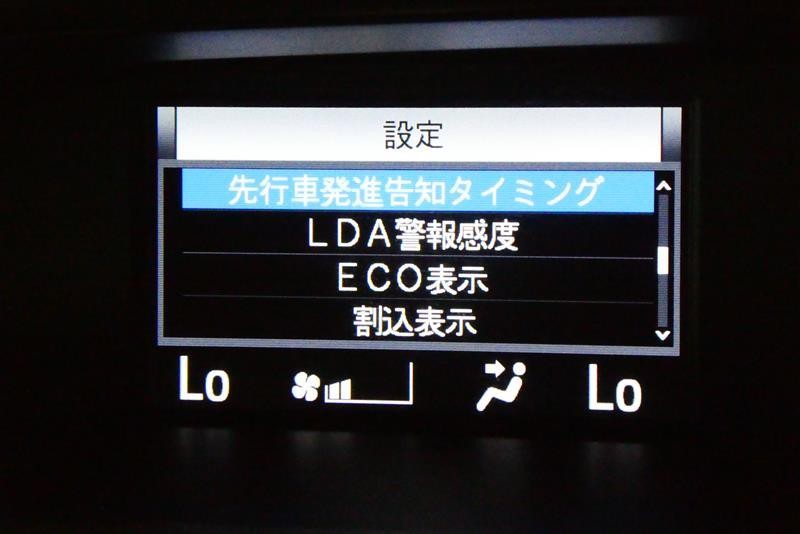 設定
先行車発進告知タイミング
LDA警報感度
ECO表示
割込表示
Lo Lo